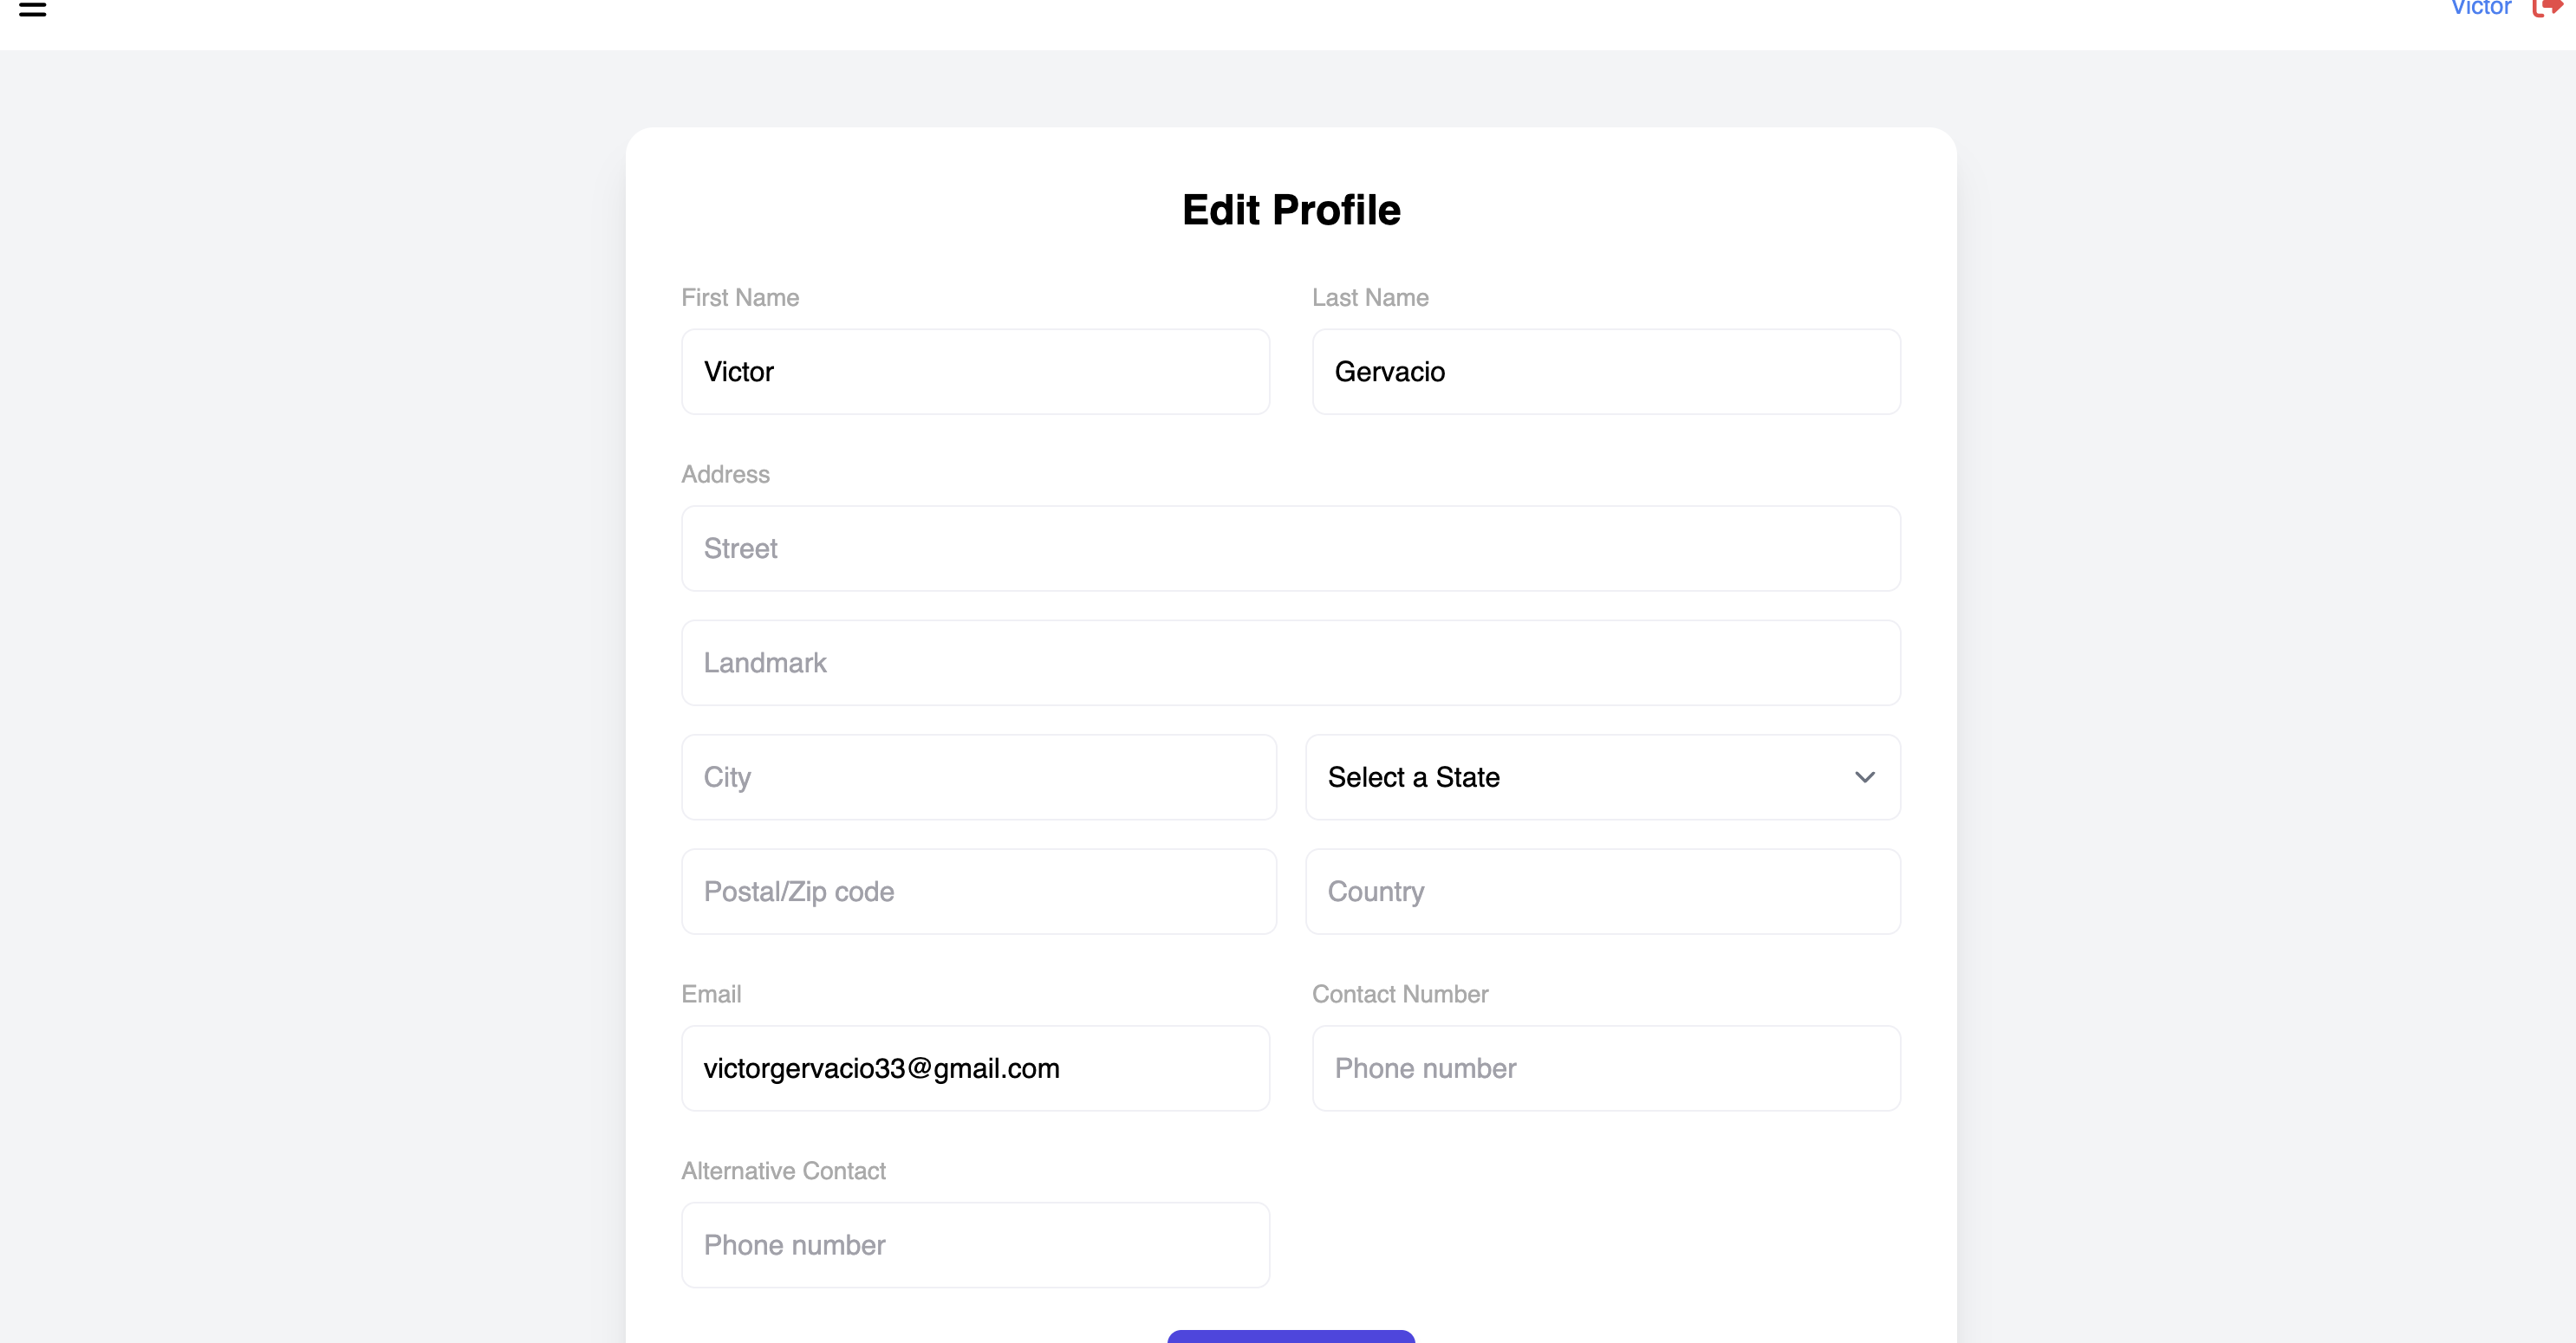 Victor
Edit Profile
First Name
Last Name
Victor
Gervacio
Address
Street
Landmark
City
Select a State
Postal/Zip code
Country
Email
Contact Number
victorgervacio33@gmail.com
Phone number
Alternative Contact
Phone number